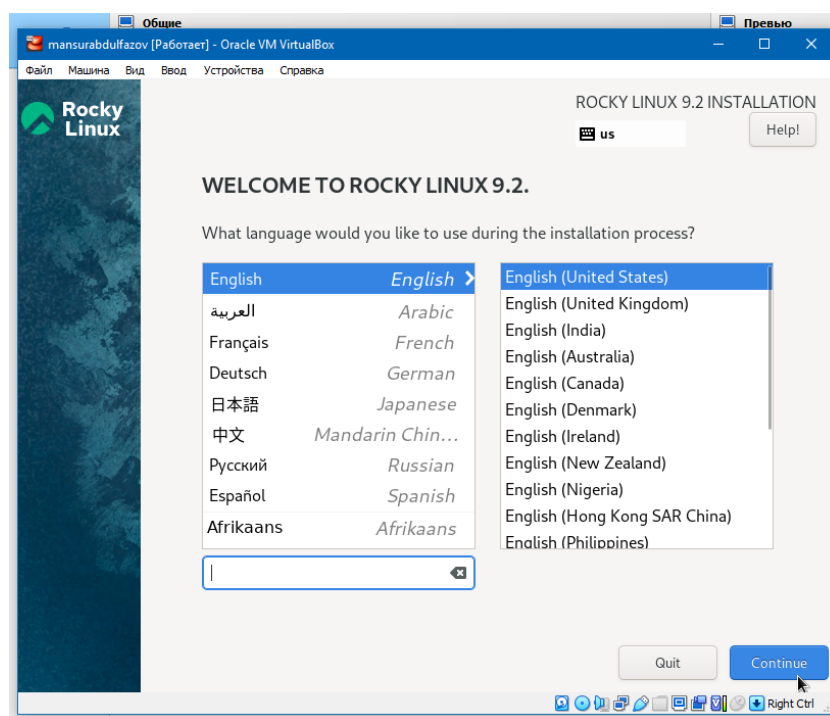 Общие
Превью
mansurabdulfazov [Работает] - Oracle VM VirtualBox
Файл Машина Вид Ввод Устройства Справка
Rocky
Linux
ROCKY LINUX 9.2 INSTALLATION
us
Help!
WELCOME TO ROCKY LINUX 9.2.
What language would you like to use during the installation process?
English English
العربية Arabic
Français French
Deutsch German
日本語 Japanese
中文 Mandarin Chin...
Русский Russian
Español Spanish
Afrikaans Afrikaans
English (United States)
English (United Kingdom)
English (India)
English (Australia)
English (Canada)
English (Denmark)
English (Ireland)
English (New Zealand)
English (Nigeria)
English (Hong Kong SAR China)
English (Philippines)
Quit
Continue
Right Ctrl